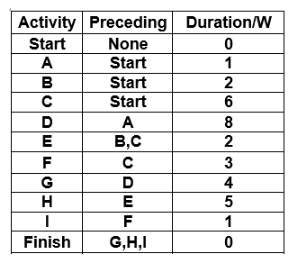 Activity Preceding Duration/W
Start None 0
A Start 1
B Start 2
C Start 6
D A 8
E B,C 2
F C 3
G D 4
H E 5
I F 1
Finish G,H,I 0